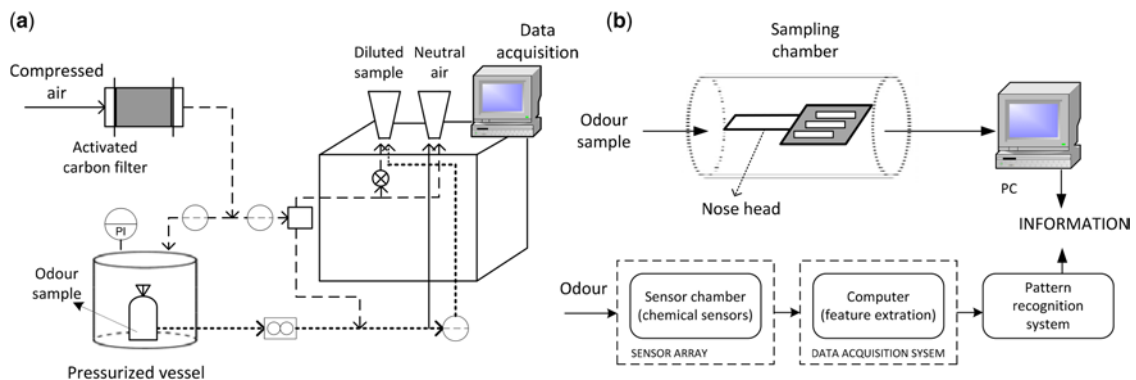 (a)
Compressed
air
Activated
carbon filter
Diluted
sample
Neutral
air
Data
acquisition
PI
Odour
sample
Pressurized vessel
(b)
Sampling
chamber
Odour
sample
Nose head
PC
INFORMATION
Odour
Sensor chamber
(chemical sensors)
SENSOR ARRAY
Computer
(feature extration)
DATA ACQUISITION SYSEM
Pattern
recognition
system